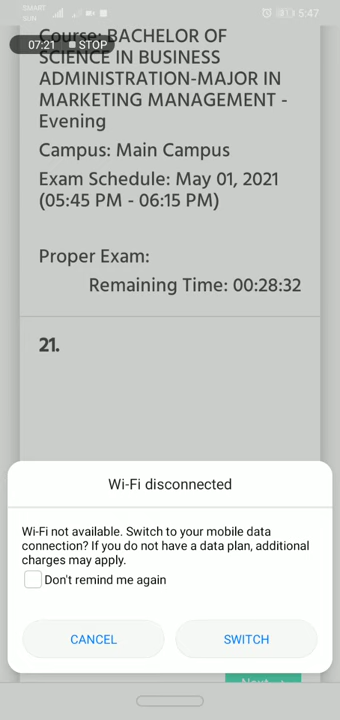 SMART
SUN
5:47
07:21 STOP
Course: BACHELOR OF
SCIENCE IN BUSINESS
ADMINISTRATION-MAJOR IN
MARKETING MANAGEMENT -
Evening
Campus: Main Campus
Exam Schedule: May 01, 2021
(05:45 PM - 06:15 PM)
Proper Exam:
Remaining Time: 00:28:32
21.
Wi-Fi disconnected
Wi-Fi not available. Switch to your mobile data
connection? If you do not have a data plan, additional
charges may apply.
Don't remind me again
CANCEL
SWITCH
Next